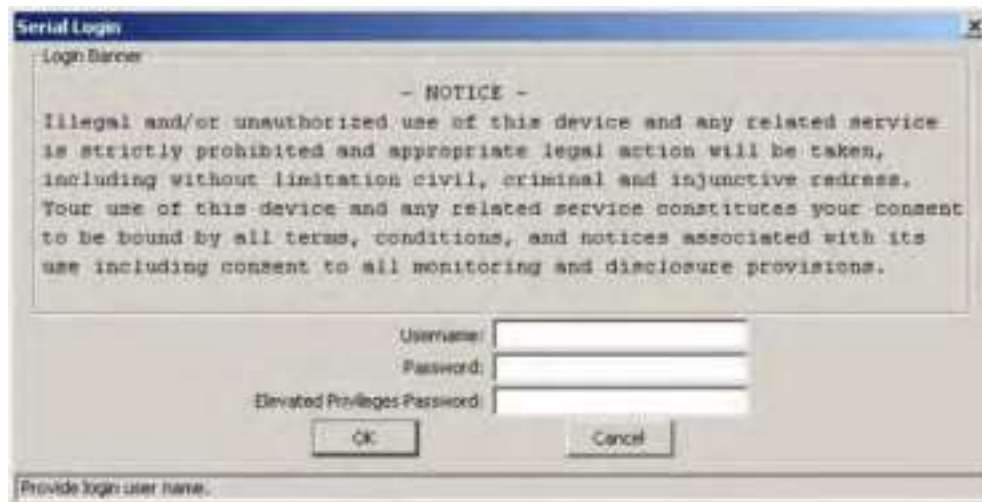 Serial Login
Login Banner
- NOTICE -
Illegal and/or unauthorized use of this device and any related service
is strictly prohibited and appropriate legal action will be taken,
including without limitation civil, criminal and injunctive redress.
Your use of this device and any related service constitutes your consent
to be bound by all terms, conditions, and notices associated with its
use including consent to all monitoring and disclosure provisions.
Username:
Password:
Elevated Privileges Password:
OK Cancel
Provide login user name.